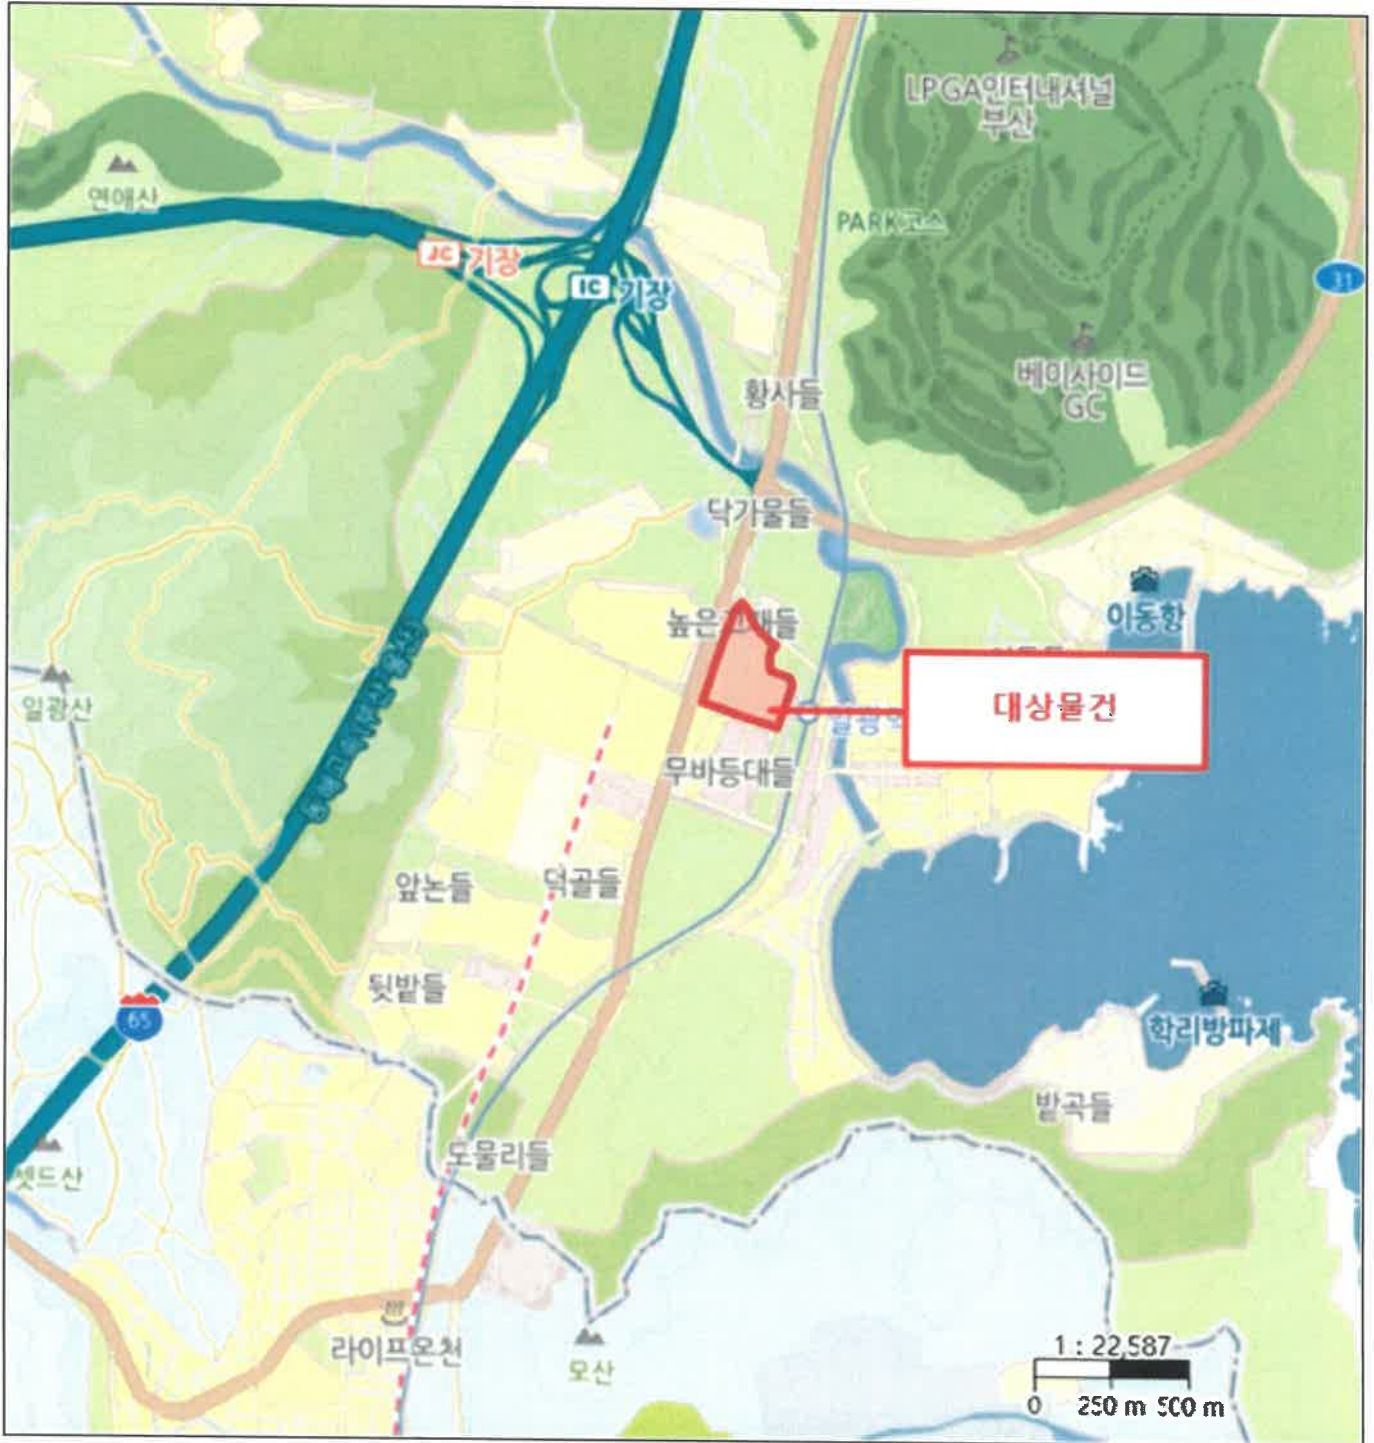 LPGA인터내셔널
부산
연애산
PARK코스
JC 기장
IC 기장
31
베이사이드
GC
황사들
닥가물들
이동항
일광산
대상물건
무바등대들
앞논들
덕골들
뒷밭들
65
학리방파제
밭곡들
도물리들
셋드산
라이프온천
모산
1 : 22,587
0 250 m 500 m